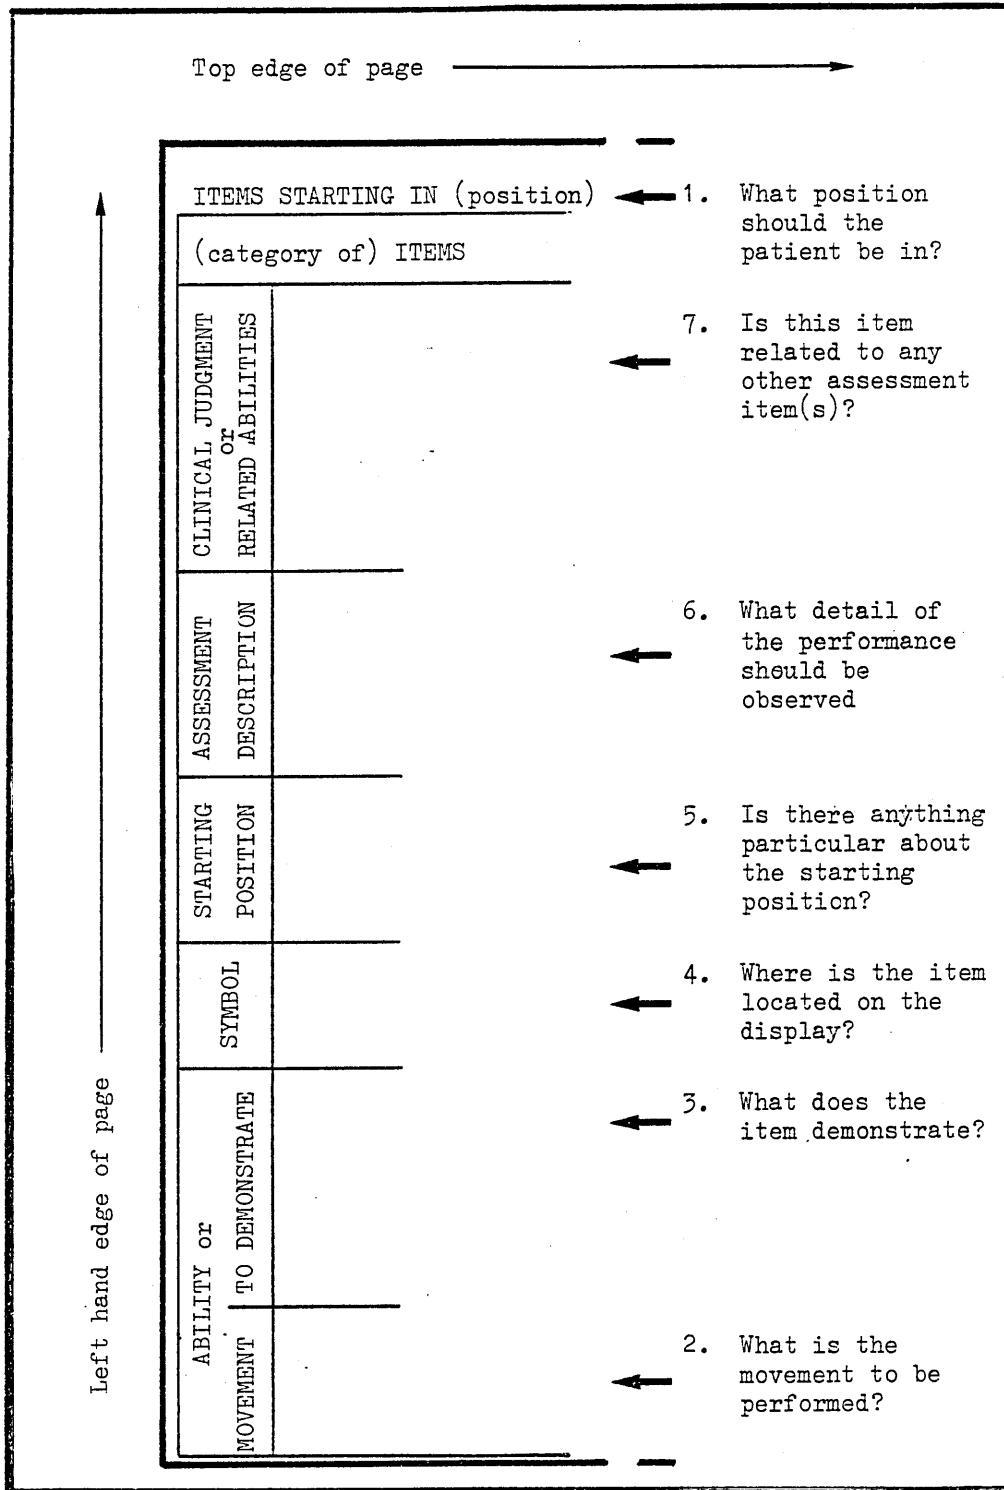 Top edge of page
ITEMS STARTING IN (position)
(category of) ITEMS
1. What position
should the
patient be in?
CLINICAL JUDGMENT
or
RELATED ABILITIES
7. Is this item
related to any
other assessment
item(s)?
ASSESSMENT
DESCRIPTION
6. What detail of
the performance
should be
observed
STARTING
POSITION
5. Is there anything
particular about
the starting
position?
SYMBOL
4. Where is the item
located on the
display?
ABILITY or
TO DEMONSTRATE
3. What does the
item demonstrate?
MOVEMENT
2. What is the
movement to be
performed?
Left hand edge of page